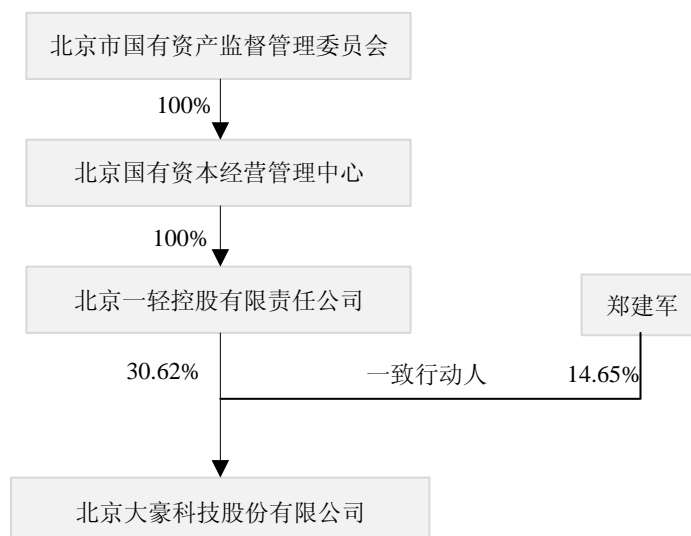 北京市国有资产监督管理委员会
100%
北京国有资本经营管理中心
100%
北京一轻控股有限责任公司
郑建军
30.62%
一致行动人
14.65%
北京大豪科技股份有限公司